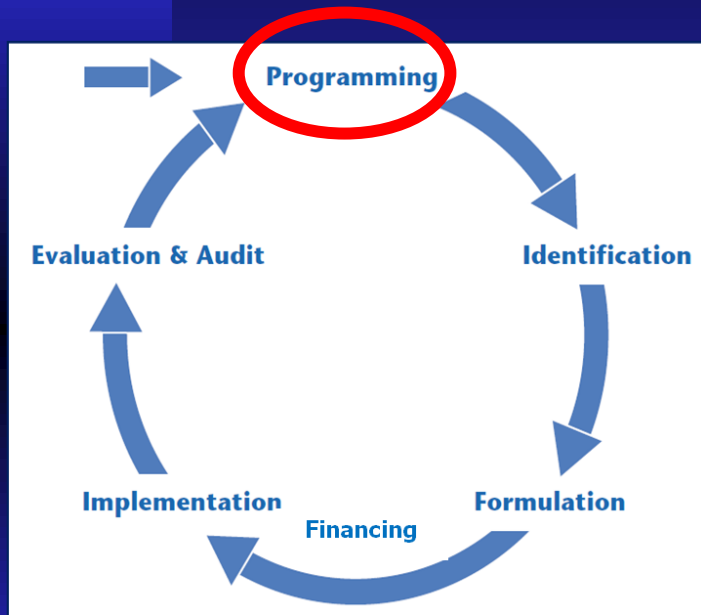 Programming
Evaluation & Audit
Identification
Implementation
Formulation
Financing